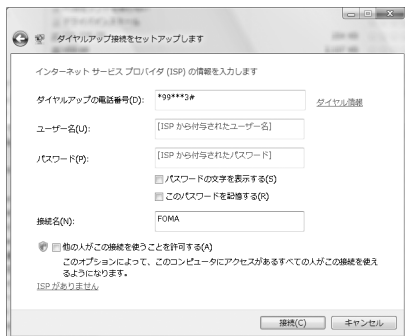 ダイヤルアップ接続をセットアップします
インターネット サービス プロバイダ (ISP) の情報を入力します
ダイヤルアップの電話番号(D):
*99***3#
ダイヤル情報
ユーザー名(U):
[ISP から付与されたユーザー名]
パスワード(P):
[ISP から付与されたパスワード]
パスワードの文字を表示する(S)
このパスワードを記憶する(R)
接続名(N):
FOMA
他の人がこの接続を使うことを許可する(A)
このオプションによって、このコンピュータにアクセスがあるすべての人がこの接続を使え
るようになります。
ISP がありません
接続(C)
キャンセル